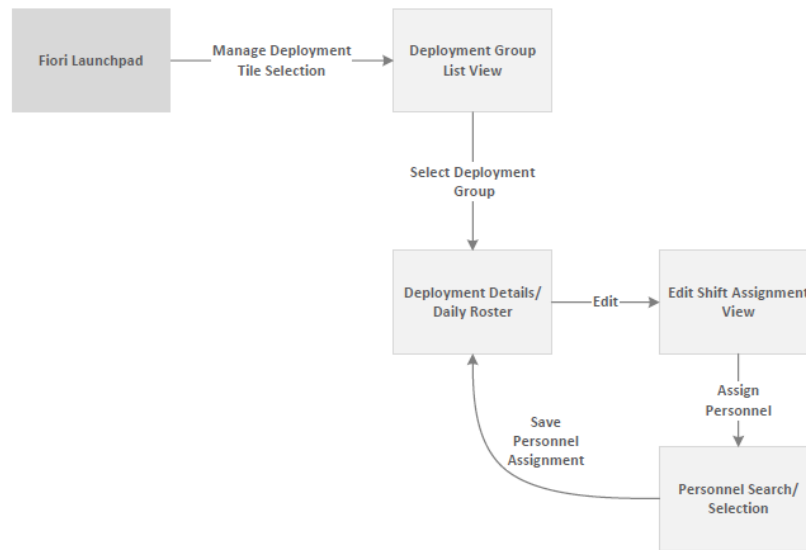 Fiori Launchpad
Manage Deployment
Tile Selection
Deployment Group
List View
Select Deployment
Group
Deployment Details/
Daily Roster
Edit
Edit Shift Assignment
View
Assign
Personnel
Save
Personnel
Assignment
Personnel Search/
Selection